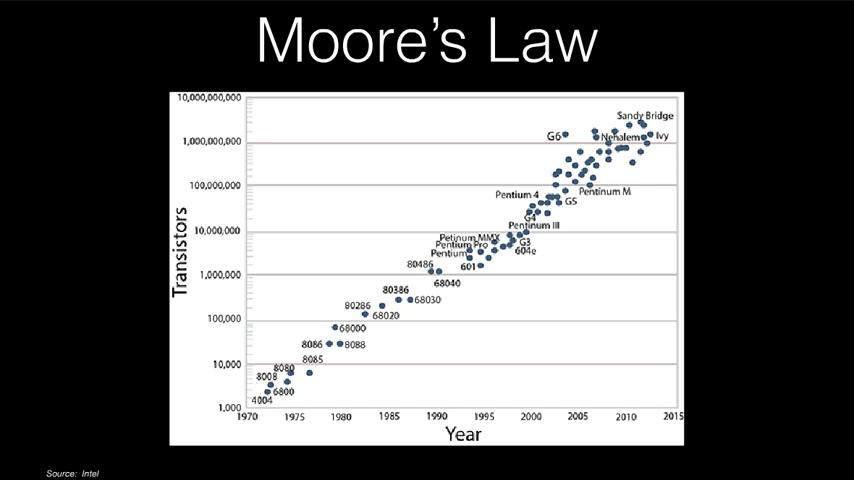 Moore's Law
10,000,000,000
Sandy Bridge
G6
Nehalem
Ivy
1,000,000,000
100,000,000
Pentium 4
Pentinum M
G5
G4
Pentinum III
10,000,000
Petinum MMX
Pentium Pro
G3
Pentium
604e
80486
601
1,000,000
68040
80386
68030
80286
68020
100,000
68000
8086
8088
8085
10,000
8080
8008
6800
4004
1,000
1970 1975 1980 1985 1990 1995 2000 2005 2010 2015
Transistors
Year
Source: Intel